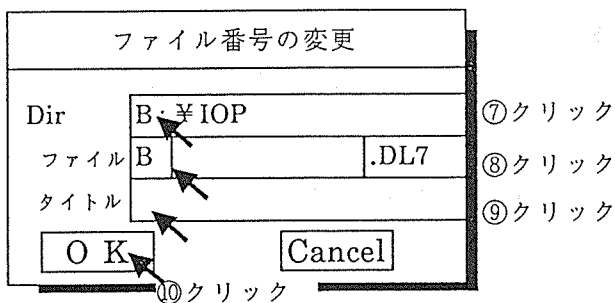 ファイル番号の変更
Dir B:¥IOP ⑦クリック
ファイル B .DL7 ⑧クリック
タイトル ⑨クリック
OK Cancel
⑩クリック